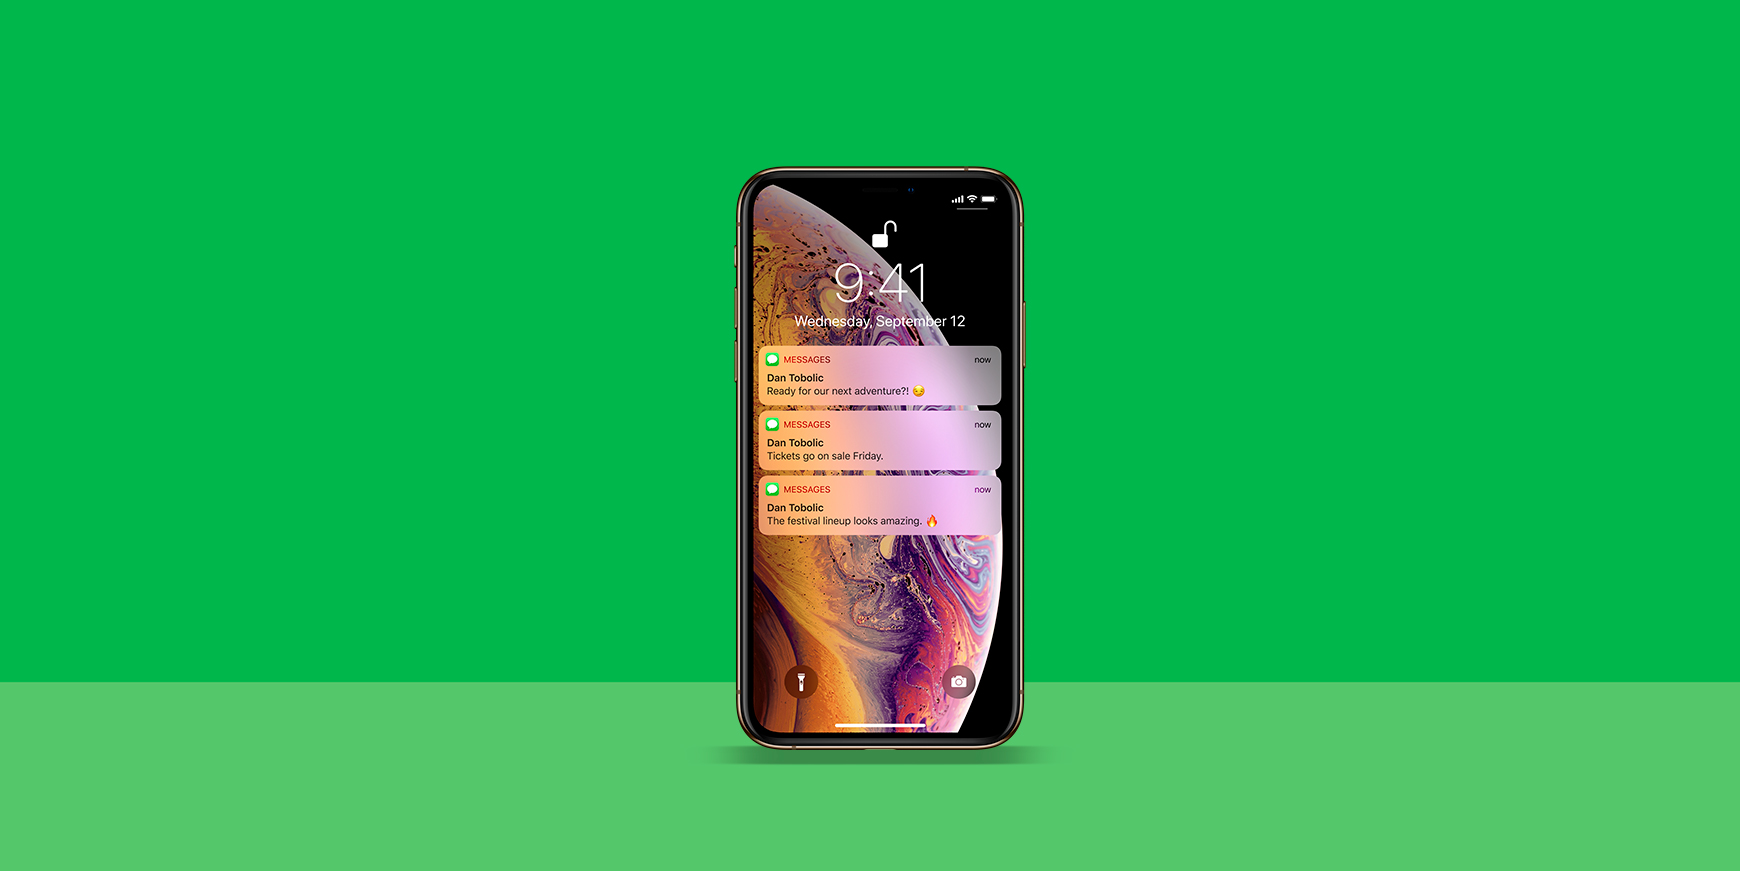 9:41
Wednesday, September 12
MESSAGES now
Dan Tobolic
Ready for our next adventure?! 😏
MESSAGES now
Dan Tobolic
Tickets go on sale Friday.
MESSAGES now
Dan Tobolic
The festival lineup looks amazing. 🔥